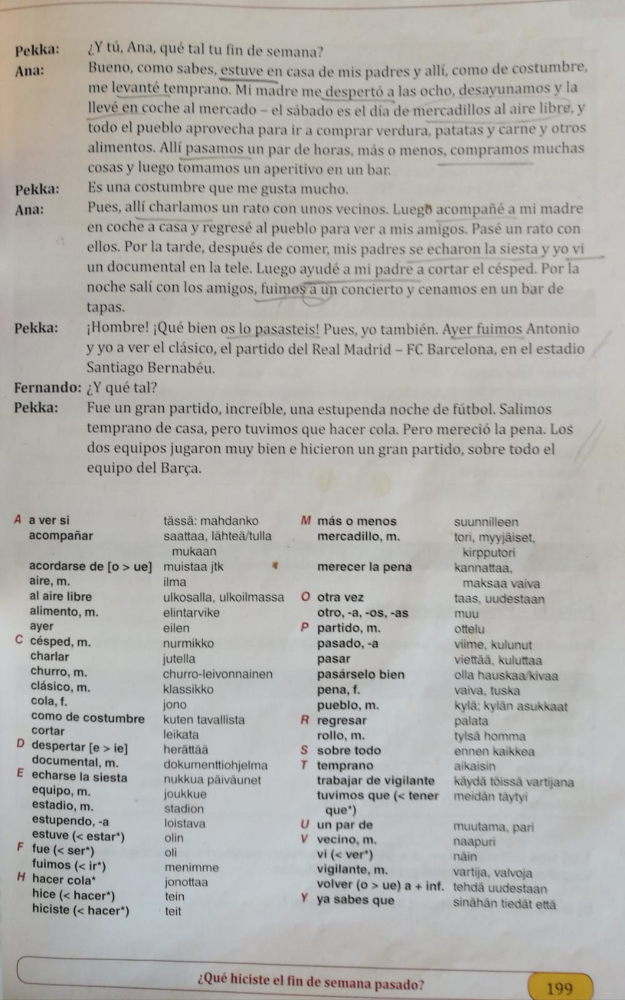 Pekka: ¿Y tú, Ana, qué tal tu fin de semana?
Ana: Bueno, como sabes, estuve en casa de mis padres y allí, como de costumbre,
me levanté temprano. Mi madre me despertó a las ocho, desayunamos y la
llevé en coche al mercado – el sábado es el día de mercadillos al aire libre, y
todo el pueblo aprovecha para ir a comprar verdura, patatas y carne y otros
alimentos. Allí pasamos un par de horas, más o menos, compramos muchas
cosas y luego tomamos un aperitivo en un bar.
Pekka: Es una costumbre que me gusta mucho.
Ana: Pues, allí charlamos un rato con unos vecinos. Luego acompañé a mi madre
en coche a casa y regresé al pueblo para ver a mis amigos. Pasé un rato con
ellos. Por la tarde, después de comer, mis padres se echaron la siesta y yo vi
un documental en la tele. Luego ayudé a mi padre a cortar el césped. Por la
noche salí con los amigos, fuimos a un concierto y cenamos en un bar de
tapas.
Pekka: ¡Hombre! ¡Qué bien os lo pasasteis! Pues, yo también. Ayer fuimos Antonio
y yo a ver el clásico, el partido del Real Madrid – FC Barcelona, en el estadio
Santiago Bernabéu.
Fernando: ¿Y qué tal?
Pekka: Fue un gran partido, increíble, una estupenda noche de fútbol. Salimos
temprano de casa, pero tuvimos que hacer cola. Pero mereció la pena. Los
dos equipos jugaron muy bien e hicieron un gran partido, sobre todo el
equipo del Barça.
A a ver si tässä: mahdanko
acompañar saattaa, lähteä/tulla
mukaan
acordarse de [o > ue] muistaa jtk
aire, m. ilma
al aire libre ulkosalla, ulkoilmassa
alimento, m. elintarvike
ayer eilen
C césped, m. nurmikko
charlar jutella
churro, m. churro-leivonnainen
clásico, m. klassikko
cola, f. jono
como de costumbre kuten tavallista
cortar leikata
D despertar [e > ie] herättää
documental, m. dokumenttiohjelma
E echarse la siesta nukkua päiväunet
equipo, m. joukkue
estadio, m. stadion
estupendo, -a loistava
estuve (< estar*) olin
F fue (< ser*) oli
fuimos (< ir*) menimme
H hacer cola* jonottaa
hice (< hacer*) tein
hiciste (< hacer*) teit
M más o menos suunnilleen
mercadillo, m. tori, myyjäiset,
kirpputori
merecer la pena kannattaa,
maksaa vaiva
O otra vez taas, uudestaan
otro, -a, -os, -as muu
P partido, m. ottelu
pasado, -a viime, kulunut
pasar viettää, kuluttaa
pasárselo bien olla hauskaa/kivaa
pena, f. vaiva, tuska
pueblo, m. kylä; kylän asukkaat
R regresar palata
rollo, m. tylsä homma
S sobre todo ennen kaikkea
T temprano aikaisin
trabajar de vigilante käydä töissä vartijana
tuvimos que (< tener meidän täytyi
que*)
U un par de muutama, pari
V vecino, m. naapuri
vi (< ver*) näin
vigilante, m. vartija, valvoja
volver (o > ue) a + inf. tehdä uudestaan
Y ya sabes que sinähän tiedät että
¿Qué hiciste el fin de semana pasado?
199